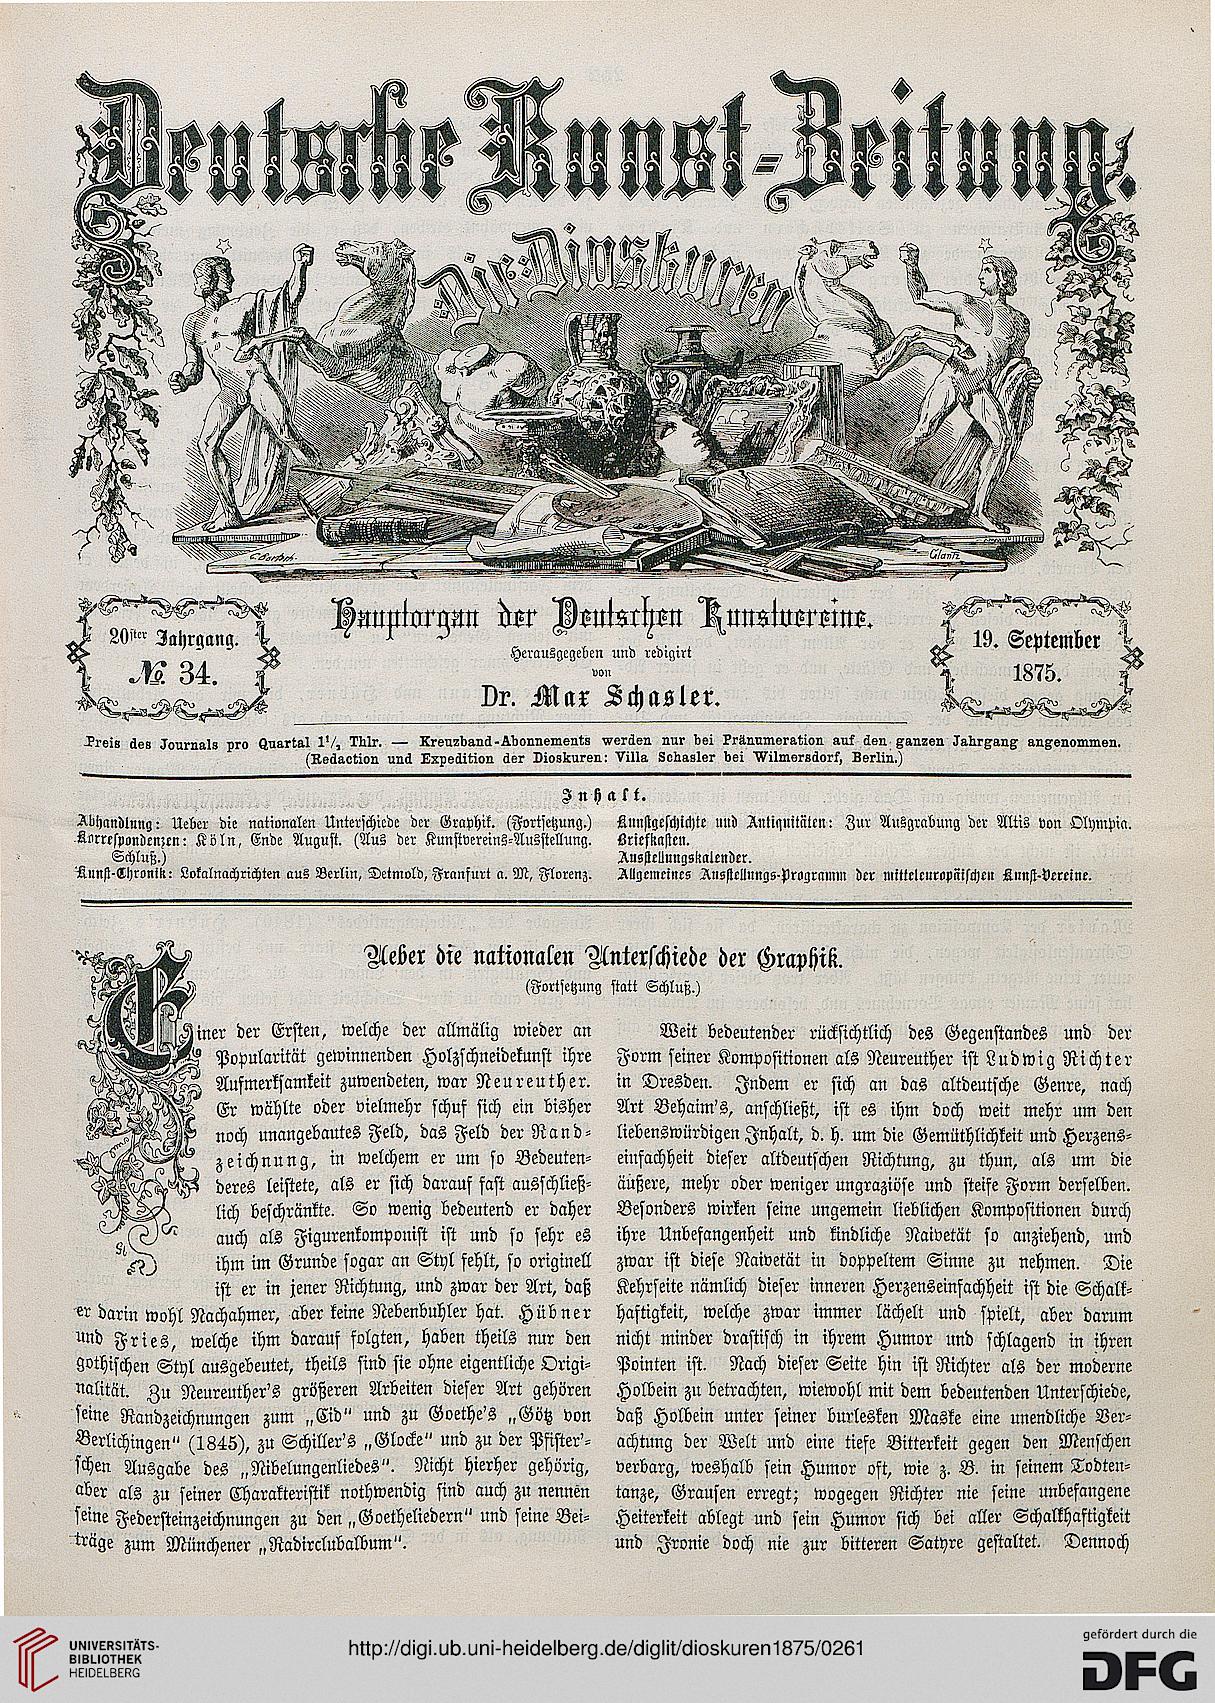 Deutsche Kunst-Zeitung.
Die Dioskuren
C. Bartsch.
Glantz
Hauptorgan der Deutschen Kunstvereine.
20ster Jahrgang.
№. 34.
Herausgegeben und redigirt
von
Dr. Max Schasler.
19. September
1875.
Preis des Journals pro Quartal 1½ Thlr. — Kreuzband-Abonnements werden nur bei Pränumeration auf den ganzen Jahrgang angenommen.
(Redaction und Expedition der Dioskuren: Villa Schasler bei Wilmersdorf, Berlin.)
Inhalt.
Abhandlung: Ueber die nationalen Unterschiede der Graphik. (Fortsetzung.)
Korrespondenzen: Köln, Ende August. (Aus der Kunstvereins-Ausstellung.
Schluß.)
Kunst-Chronik: Lokalnachrichten aus Berlin, Detmold, Franfurt a. M, Florenz.
Kunstgeschichte und Antiquitäten: Zur Ausgrabung der Altis von Olympia.
Briefkasten.
Ausstellungskalender.
Allgemeines Ausstellungs-Programm der mitteleuropäischen Kunst-Vereine.
Ueber die nationalen Unterschiede der Graphik.
(Fortsetzung statt Schluß.)
Einer der Ersten, welche der allmälig wieder an
Popularität gewinnenden Holzschneidekunst ihre
Aufmerksamkeit zuwendeten, war Neureuther.
Er wählte oder vielmehr schuf sich ein bisher
noch unangebautes Feld, das Feld der Rand-
zeichnung, in welchem er um so Bedeuten-
deres leistete, als er sich darauf fast ausschließ-
lich beschränkte. So wenig bedeutend er daher
auch als Figurenkomponist ist und so sehr es
ihm im Grunde sogar an Styl fehlt, so originell
ist er in jener Richtung, und zwar der Art, daß
er darin wohl Nachahmer, aber keine Nebenbuhler hat. Hübner
und Fries, welche ihm darauf folgten, haben theils nur den
gothischen Styl ausgebeutet, theils sind sie ohne eigentliche Origi-
nalität. Zu Neureuther's größeren Arbeiten dieser Art gehören
seine Randzeichnungen zum „Cid" und zu Goethe's „Götz von
Berlichingen" (1845), zu Schiller's „Glocke" und zu der Pfister'-
schen Ausgabe des „Nibelungenliedes". Nicht hierher gehörig,
aber als zu seiner Charakteristik nothwendig sind auch zu nennen
seine Federsteinzeichnungen zu den „Goetheliedern" und seine Bei-
träge zum Münchener „Radirclubalbum".
Weit bedeutender rücksichtlich des Gegenstandes und der
Form seiner Kompositionen als Neureuther ist Ludwig Richter
in Dresden. Indem er sich an das altdeutsche Genre, nach
Art Behaim's, anschließt, ist es ihm doch weit mehr um den
liebenswürdigen Inhalt, d. h. um die Gemüthlichkeit und Herzens-
einfachheit dieser altdeutschen Richtung, zu thun, als um die
äußere, mehr oder weniger ungraziöse und steife Form derselben.
Besonders wirken seine ungemein lieblichen Kompositionen durch
ihre Unbefangenheit und kindliche Naivetät so anziehend, und
zwar ist diese Naivetät in doppeltem Sinne zu nehmen. Die
Kehrseite nämlich dieser inneren Herzenseinfachheit ist die Schalk-
haftigkeit, welche zwar immer lächelt und spielt, aber darum
nicht minder drastisch in ihrem Humor und schlagend in ihren
Pointen ist. Nach dieser Seite hin ist Richter als der moderne
Holbein zu betrachten, wiewohl mit dem bedeutenden Unterschiede,
daß Holbein unter seiner burlesken Maske eine unendliche Ver-
achtung der Welt und eine tiefe Bitterkeit gegen den Menschen
verbarg, weshalb sein Humor oft, wie z. B. in seinem Todten-
tanze, Grausen erregt; wogegen Richter nie seine unbefangene
Heiterkeit ablegt und sein Humor sich bei aller Schalkhaftigkeit
und Ironie doch nie zur bitteren Satyre gestaltet. Dennoch
UNIVERSITÄTS-
BIBLIOTHEK
HEIDELBERG
http://digi.ub.uni-heidelberg.de/diglit/dioskuren1875/0261
gefördert durch die
DFG